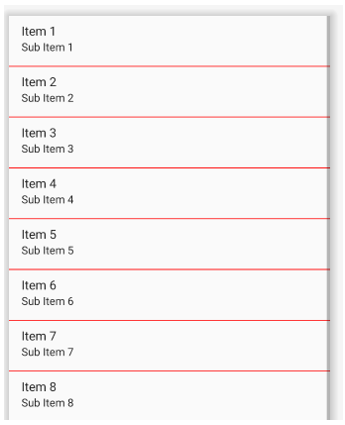 Item 1
Sub Item 1
Item 2
Sub Item 2
Item 3
Sub Item 3
Item 4
Sub Item 4
Item 5
Sub Item 5
Item 6
Sub Item 6
Item 7
Sub Item 7
Item 8
Sub Item 8